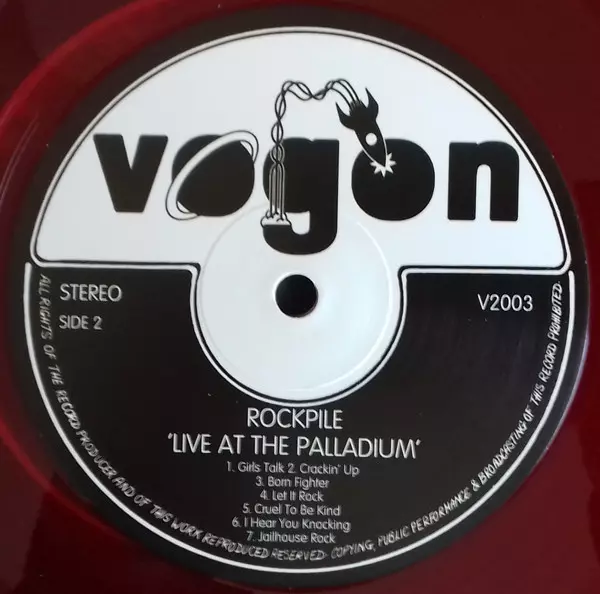 vogon
STEREO
V2003
SIDE 2
ROCKPILE
'LIVE AT THE PALLADIUM'
1. Girls Talk 2. Crackin' Up
3. Born Fighter
4. Let It Rock
5. Cruel To Be Kind
6. I Hear You Knocking
7. Jailhouse Rock
ALL RIGHTS OF THE RECORD PRODUCER AND OF THIS WORK REPRODUCED RESERVED- COPYING, PUBLIC PERFORMANCE & BROADCASTING OF THIS RECORD PROHIBITED